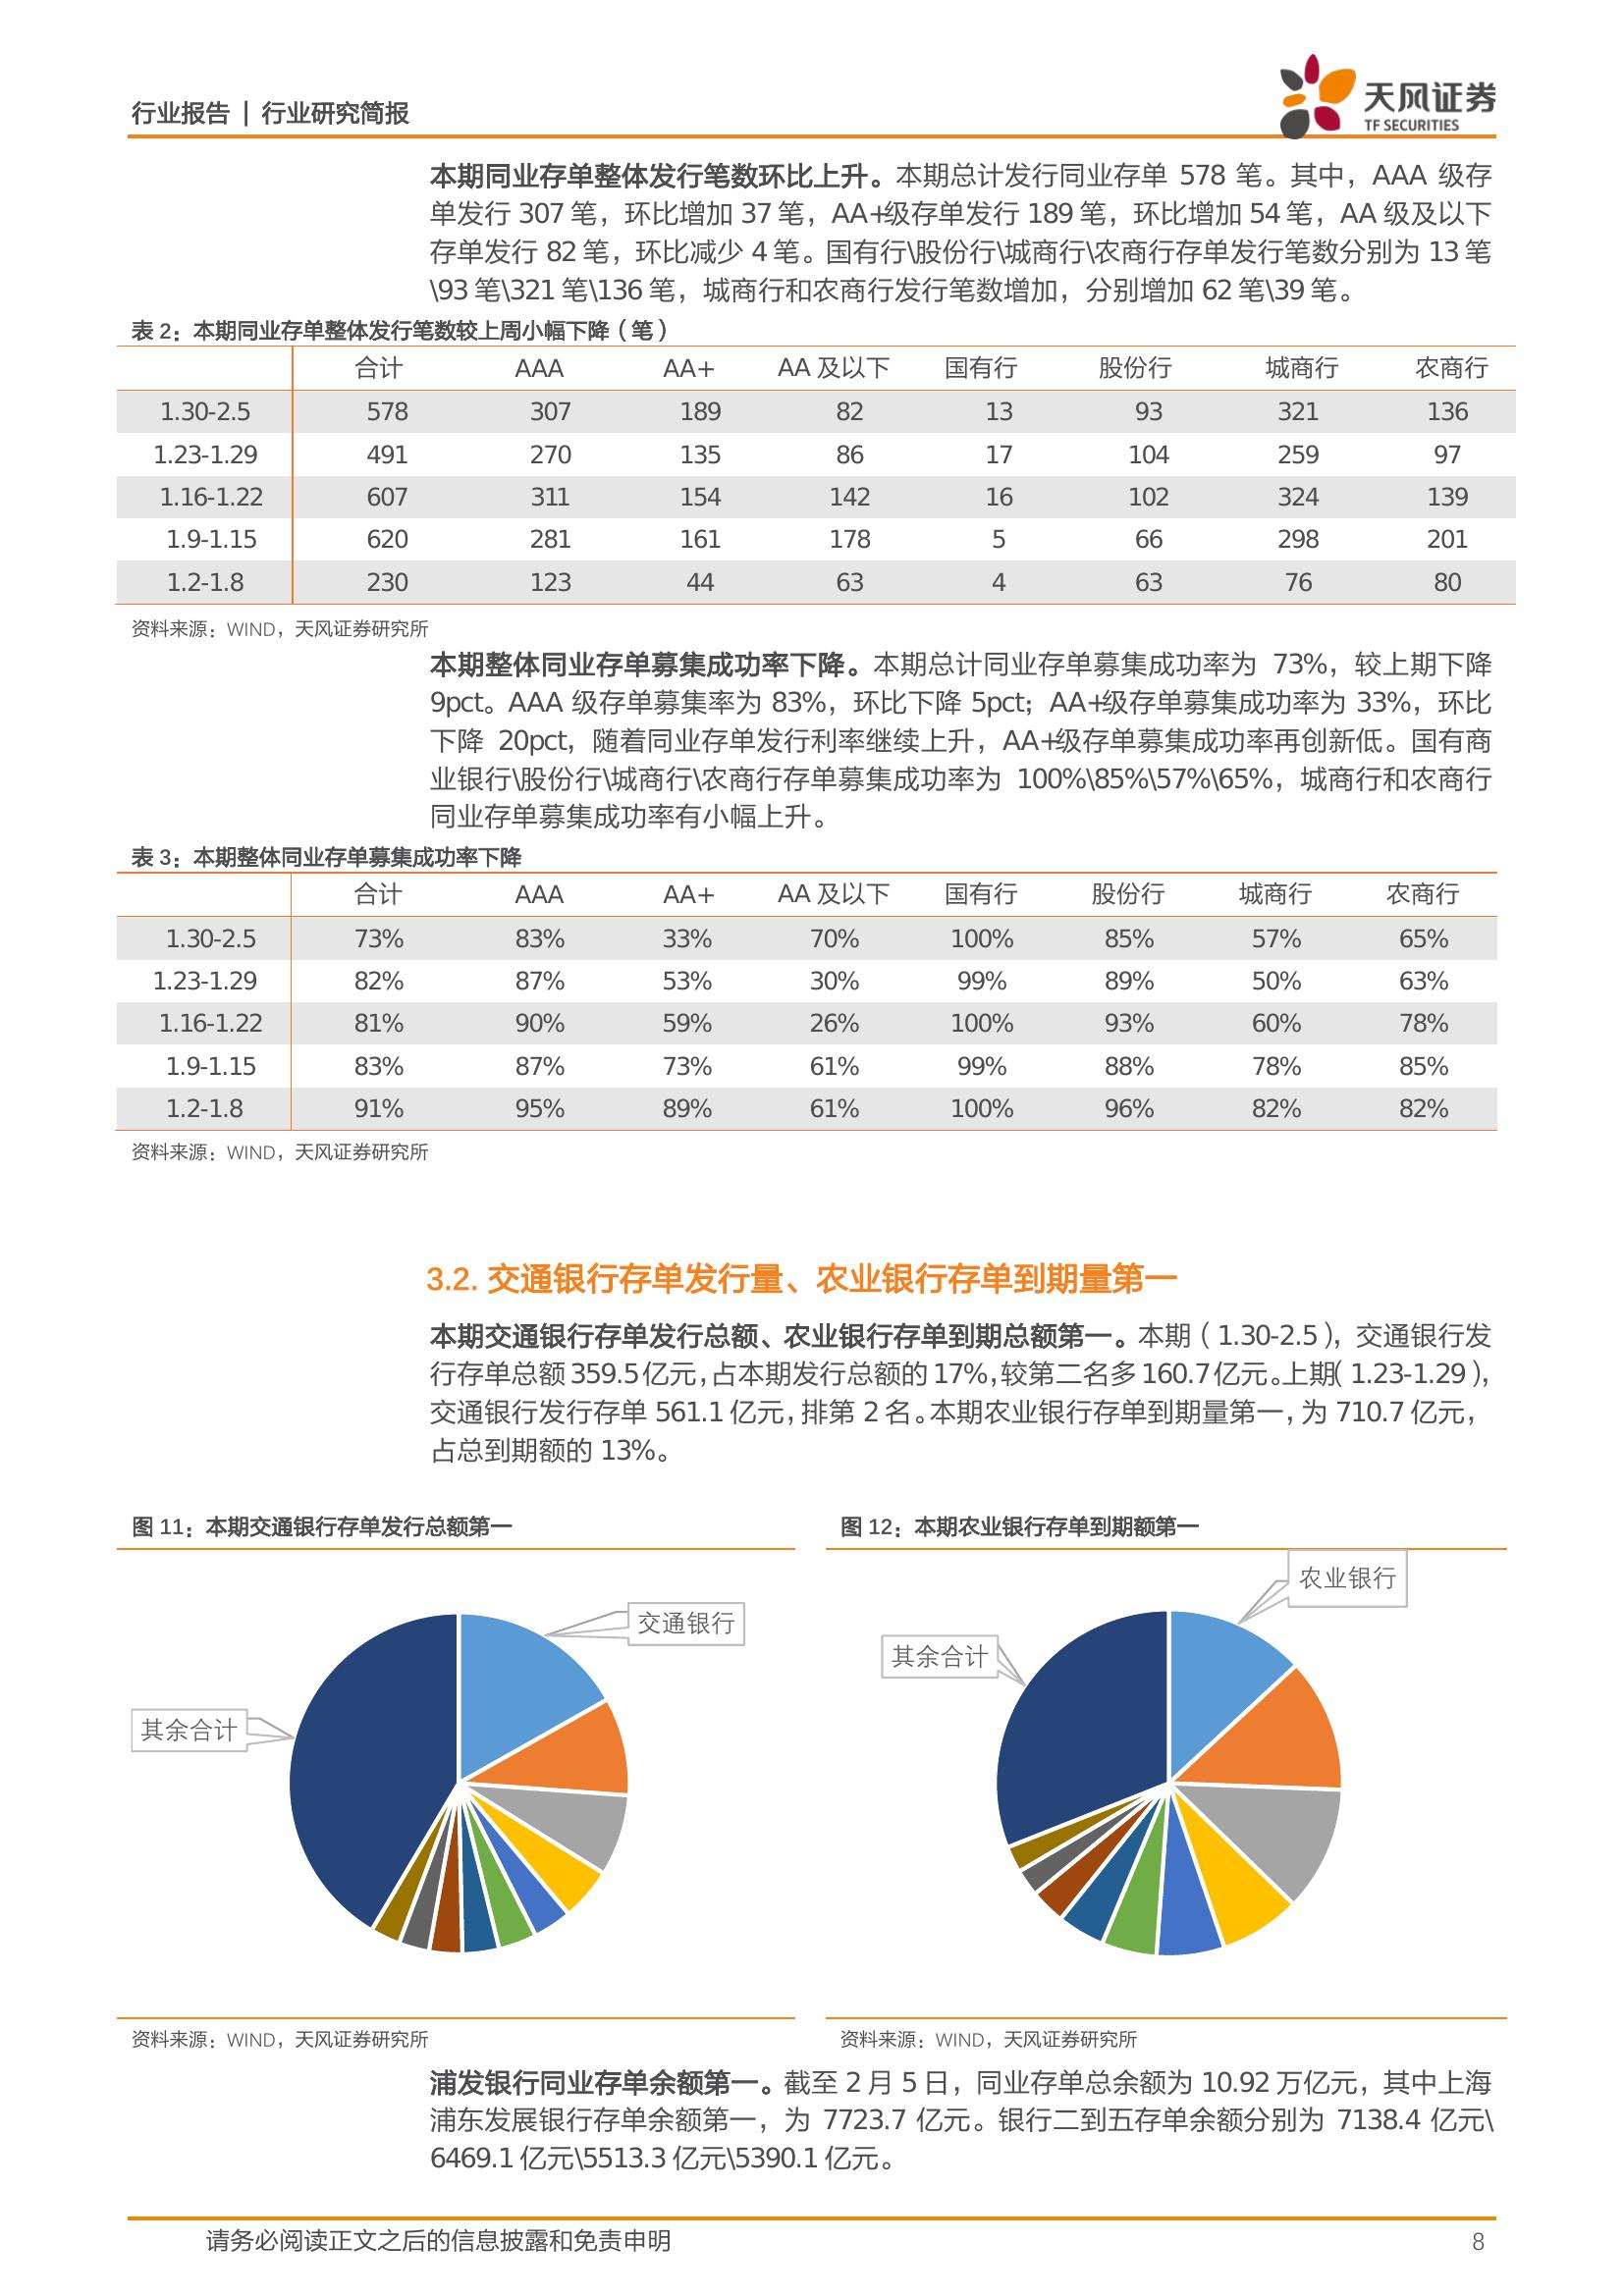 行业报告 | 行业研究简报
天风证券
TF SECURITIES
本期同业存单整体发行笔数环比上升。本期总计发行同业存单 578 笔。其中，AAA 级存
单发行 307 笔，环比增加 37 笔，AA+级存单发行 189 笔，环比增加 54 笔，AA 级及以下
存单发行 82 笔，环比减少 4 笔。国有行\股份行\城商行\农商行存单发行笔数分别为 13 笔
\93 笔\321 笔\136 笔，城商行和农商行发行笔数增加，分别增加 62 笔\39 笔。
表 2：本期同业存单整体发行笔数较上周小幅下降（笔）
合计 AAA AA+ AA 及以下 国有行 股份行 城商行 农商行
1.30-2.5 578 307 189 82 13 93 321 136
1.23-1.29 491 270 135 86 17 104 259 97
1.16-1.22 607 311 154 142 16 102 324 139
1.9-1.15 620 281 161 178 5 66 298 201
1.2-1.8 230 123 44 63 4 63 76 80
资料来源：WIND，天风证券研究所
本期整体同业存单募集成功率下降。本期总计同业存单募集成功率为 73%，较上期下降
9pct。AAA 级存单募集率为 83%，环比下降 5pct；AA+级存单募集成功率为 33%，环比
下降 20pct，随着同业存单发行利率继续上升，AA+级存单募集成功率再创新低。国有商
业银行\股份行\城商行\农商行存单募集成功率为 100%\85%\57%\65%，城商行和农商行
同业存单募集成功率有小幅上升。
表 3：本期整体同业存单募集成功率下降
合计 AAA AA+ AA 及以下 国有行 股份行 城商行 农商行
1.30-2.5 73% 83% 33% 70% 100% 85% 57% 65%
1.23-1.29 82% 87% 53% 30% 99% 89% 50% 63%
1.16-1.22 81% 90% 59% 26% 100% 93% 60% 78%
1.9-1.15 83% 87% 73% 61% 99% 88% 78% 85%
1.2-1.8 91% 95% 89% 61% 100% 96% 82% 82%
资料来源：WIND，天风证券研究所
3.2. 交通银行存单发行量、农业银行存单到期量第一
本期交通银行存单发行总额、农业银行存单到期总额第一。本期（1.30-2.5），交通银行发
行存单总额 359.5 亿元，占本期发行总额的 17%，较第二名多 160.7 亿元。上期（1.23-1.29），
交通银行发行存单 561.1 亿元，排第 2 名。本期农业银行存单到期量第一，为 710.7 亿元，
占总到期额的 13%。
图 11：本期交通银行存单发行总额第一
交通银行
其余合计
资料来源：WIND，天风证券研究所
图 12：本期农业银行存单到期额第一
农业银行
其余合计
资料来源：WIND，天风证券研究所
浦发银行同业存单余额第一。截至 2 月 5 日，同业存单总余额为 10.92 万亿元，其中上海
浦东发展银行存单余额第一，为 7723.7 亿元。银行二到五存单余额分别为 7138.4 亿元\
6469.1 亿元\5513.3 亿元\5390.1 亿元。
请务必阅读正文之后的信息披露和免责申明
8